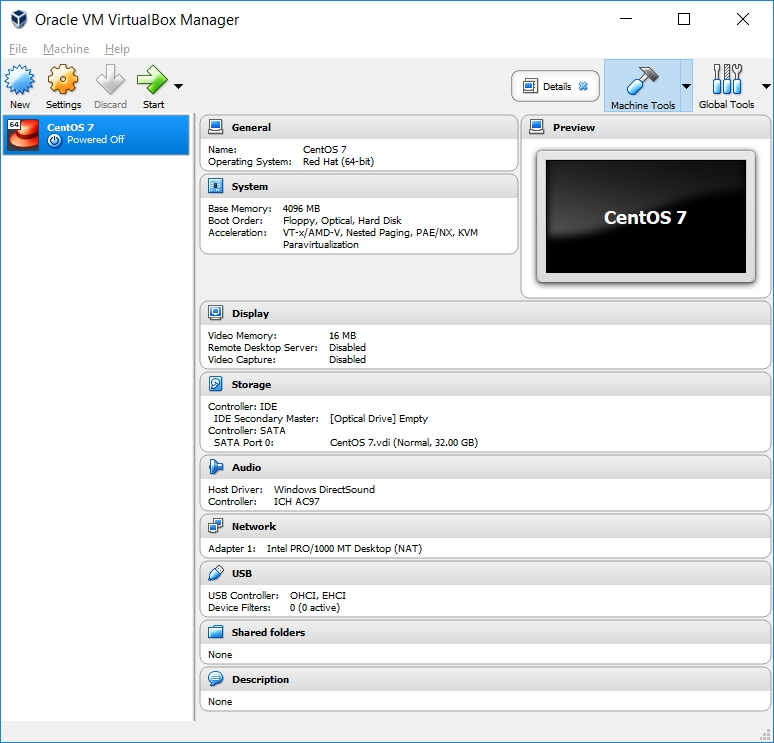 Oracle VM VirtualBox Manager
File Machine Help
New Settings Discard Start Details Machine Tools Global Tools
64
CentOS 7
Powered Off
General
Name: CentOS 7
Operating System: Red Hat (64-bit)
System
Base Memory: 4096 MB
Boot Order: Floppy, Optical, Hard Disk
Acceleration: VT-x/AMD-V, Nested Paging, PAE/NX, KVM
Paravirtualization
Preview
CentOS 7
Display
Video Memory: 16 MB
Remote Desktop Server: Disabled
Video Capture: Disabled
Storage
Controller: IDE
IDE Secondary Master: [Optical Drive] Empty
Controller: SATA
SATA Port 0: CentOS 7.vdi (Normal, 32.00 GB)
Audio
Host Driver: Windows DirectSound
Controller: ICH AC97
Network
Adapter 1: Intel PRO/1000 MT Desktop (NAT)
USB
USB Controller: OHCI, EHCI
Device Filters: 0 (0 active)
Shared folders
None
Description
None